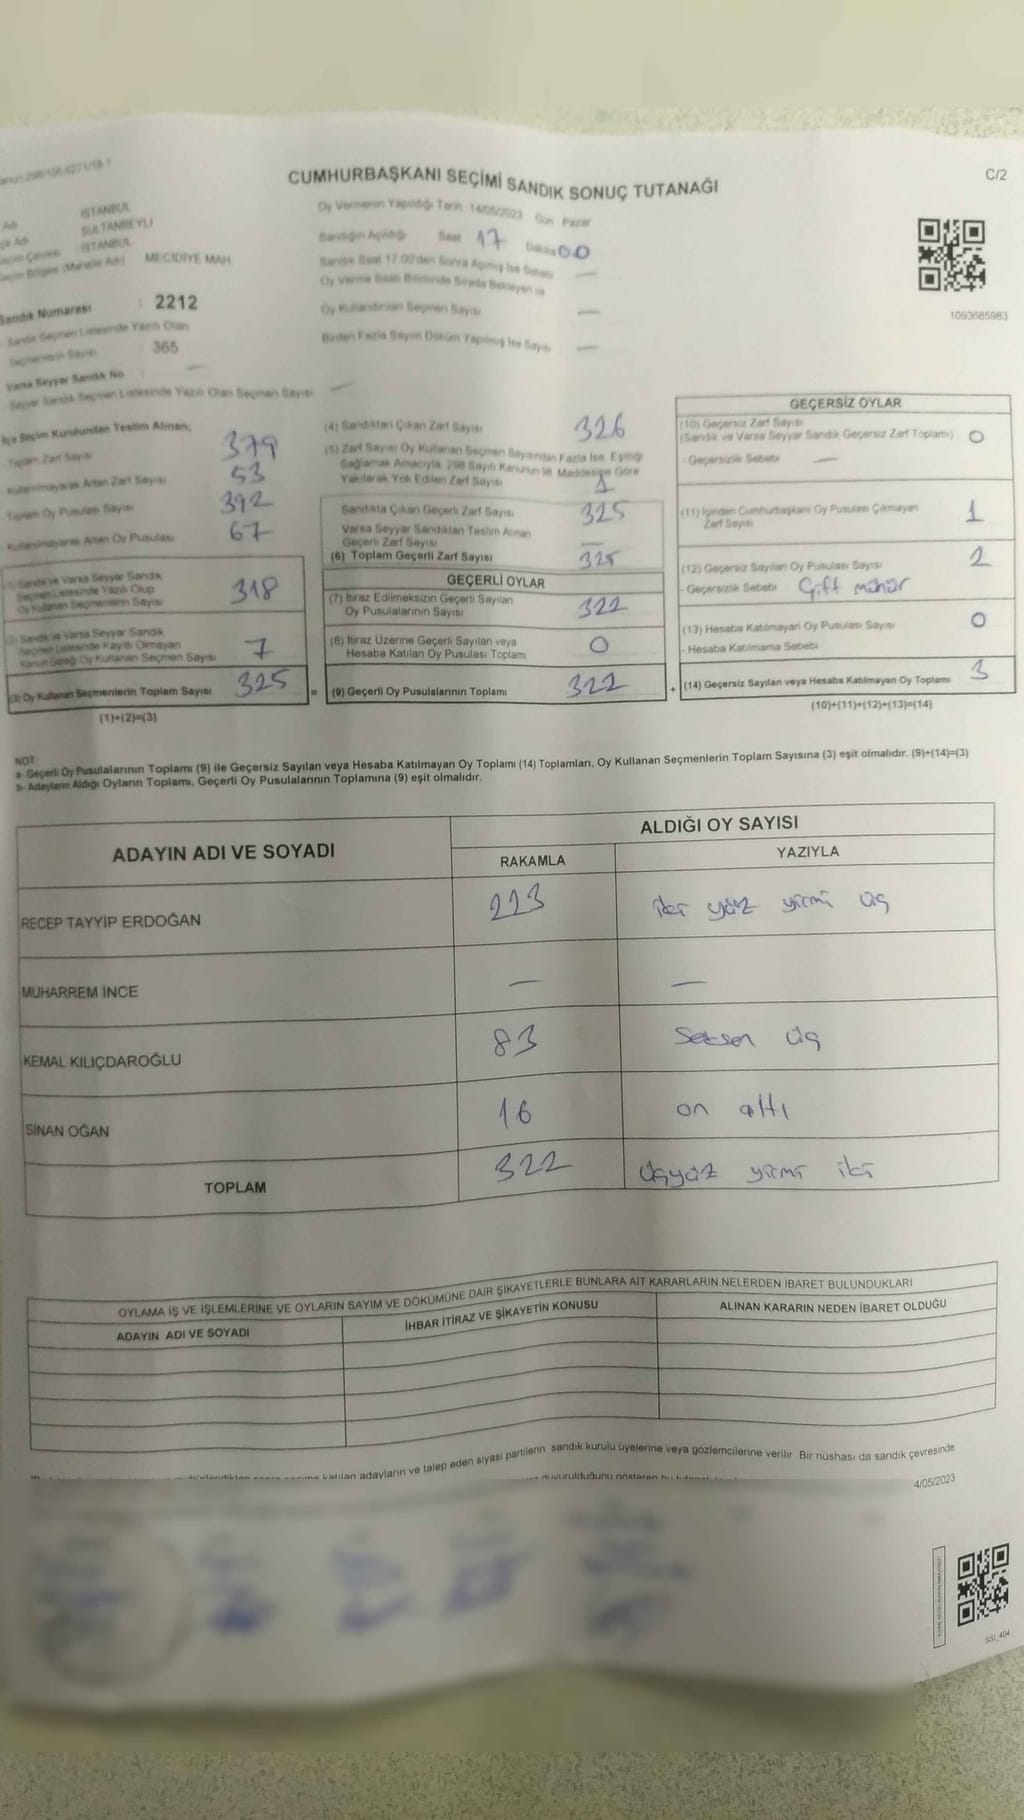 CUMHURBAŞKANI SEÇİMİ SANDIK SONUÇ TUTANAĞI
C/2
İSTANBUL
SULTANBEYLİ
İSTANBUL
MECİDİYE MAH
Sandık Numarası : 2212
Sandık Seçmen Listesinde Yazılı Olan
Seçmenlerin Sayısı : 365
Varsa Seyyar Sandık No : —
Seyyar Sandık Seçmen Listesinde Yazılı Olan Seçmen Sayısı —
Oy Vermenin Yapıldığı Tarih 14/05/2023 Gün : Pazar
Sandığın Açıldığı Saat 17 Dakika 00
Sandık Saat 17:00'den Sonra Açılmış İse Sebebi —
Oy Verme Saati Bitiminde Sırada Bekleyen ve
Oy Kullandırılan Seçmen Sayısı —
Birden Fazla Sayım Döküm Yapılmış İse Sayısı —
1093685983
İlçe Seçim Kurulundan Teslim Alınan;
Toplam Zarf Sayısı 379
Kullanılmayarak Artan Zarf Sayısı 53
Toplam Oy Pusulası Sayısı 392
Kullanılmayarak Artan Oy Pusulası 67
(1) Sandık ve Varsa Seyyar Sandık
Seçmen Listesinde Yazılı Olup
Oy Kullanan Seçmenlerin Sayısı 318
(2) Sandık ve Varsa Seyyar Sandık
Seçmen Listesinde Kayıtlı Olmayan
Kanun Gereği Oy Kullanan Seçmen Sayısı 7
(3) Oy Kullanan Seçmenlerin Toplam Sayısı 325
(1)+(2)=(3)
(4) Sandıktan Çıkan Zarf Sayısı 326
(5) Zarf Sayısı Oy Kullanan Seçmen Sayısından Fazla İse, Eşitliği
Sağlamak Amacıyla, 298 Sayılı Kanunun 98. Maddesine Göre
Yakılarak Yok Edilen Zarf Sayısı 1
Sandıkta Çıkan Geçerli Zarf Sayısı 325
Varsa Seyyar Sandıktan Teslim Alınan
Geçerli Zarf Sayısı —
(6) Toplam Geçerli Zarf Sayısı 325
GEÇERLİ OYLAR
(7) İtiraz Edilmeksizin Geçerli Sayılan
Oy Pusulalarının Sayısı 322
(8) İtiraz Üzerine Geçerli Sayılan veya
Hesaba Katılan Oy Pusulası Toplamı 0
= (9) Geçerli Oy Pusulalarının Toplamı 322
GEÇERSİZ OYLAR
(10) Geçersiz Zarf Sayısı
(Sandık ve Varsa Seyyar Sandık Geçersiz Zarf Toplamı) 0
- Geçersizlik Sebebi —
(11) İçinden Cumhurbaşkanı Oy Pusulası Çıkmayan
Zarf Sayısı 1
(12) Geçersiz Sayılan Oy Pusulası Sayısı 2
- Geçersizlik Sebebi Çift mühür
(13) Hesaba Katılmayan Oy Pusulası Sayısı 0
- Hesaba Katılmama Sebebi
+ (14) Geçersiz Sayılan veya Hesaba Katılmayan Oy Toplamı 3
(10)+(11)+(12)+(13)=(14)
NOT:
a- Geçerli Oy Pusulalarının Toplamı (9) ile Geçersiz Sayılan veya Hesaba Katılmayan Oy Toplamı (14) Toplamları, Oy Kullanan Seçmenlerin Toplam Sayısına (3) eşit olmalıdır. (9)+(14)=(3)
b- Adayların Aldığı Oyların Toplamı, Geçerli Oy Pusulalarının Toplamına (9) eşit olmalıdır.
ADAYIN ADI VE SOYADI
ALDIĞI OY SAYISI
RAKAMLA YAZIYLA
RECEP TAYYİP ERDOĞAN 223 iki yüz yirmi üç
MUHARREM İNCE — —
KEMAL KILIÇDAROĞLU 83 Seksen üç
SİNAN OĞAN 16 on altı
TOPLAM 322 Üçyüz yirmi iki
OYLAMA İŞ VE İŞLEMLERİNE VE OYLARIN SAYIM VE DÖKÜMÜNE DAİR ŞİKAYETLERLE BUNLARA AİT KARARLARIN NELERDEN İBARET BULUNDUKLARI
ADAYIN ADI VE SOYADI İHBAR İTİRAZ VE ŞİKAYETİN KONUSU ALINAN KARARIN NEDEN İBARET OLDUĞU
katılan adayların ve talep eden siyasi partilerin sandık kurulu üyelerine veya gözlemcilerine verilir. Bir nüshası da sandık çevresinde
duyurulduğunu gösteren bu
4/05/2023
SSI_404